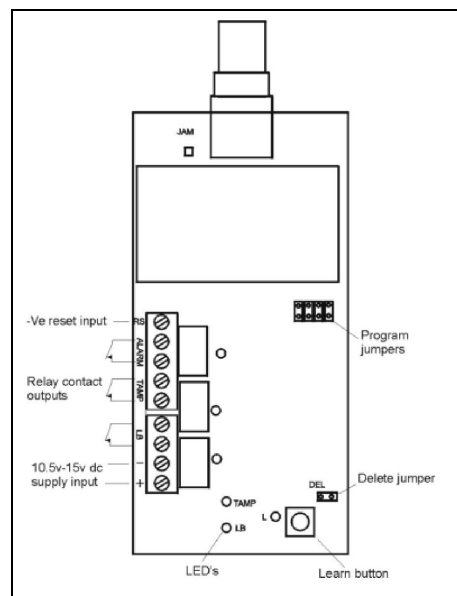 JAM
-Ve reset input
RS
ALARM
Program
jumpers
Relay contact
outputs
TAMP
LB
10.5v-15v dc
supply input
-
+
DEL
Delete jumper
TAMP
L
LB
LED's
Learn button